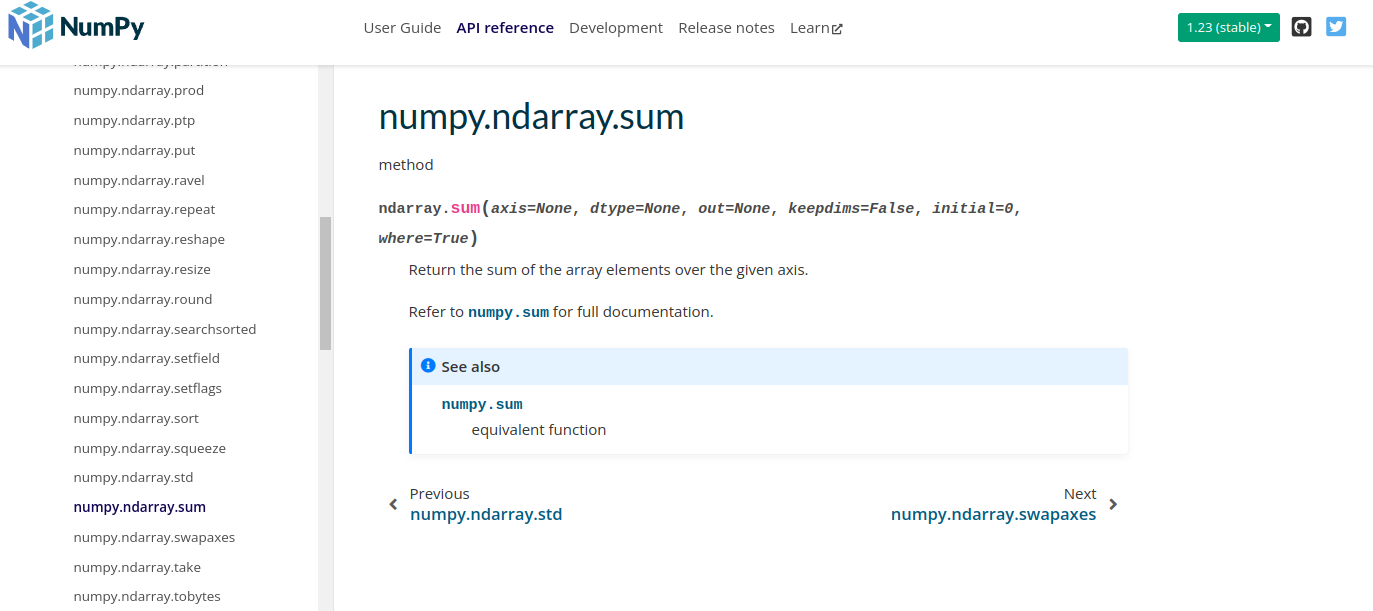 NumPy
User Guide API reference Development Release notes Learn
1.23 (stable)
numpy.ndarray.partition
numpy.ndarray.prod
numpy.ndarray.ptp
numpy.ndarray.put
numpy.ndarray.ravel
numpy.ndarray.repeat
numpy.ndarray.reshape
numpy.ndarray.resize
numpy.ndarray.round
numpy.ndarray.searchsorted
numpy.ndarray.setfield
numpy.ndarray.setflags
numpy.ndarray.sort
numpy.ndarray.squeeze
numpy.ndarray.std
numpy.ndarray.sum
numpy.ndarray.swapaxes
numpy.ndarray.take
numpy.ndarray.tobytes
numpy.ndarray.sum
method
ndarray.sum(axis=None, dtype=None, out=None, keepdims=False, initial=0,
where=True)
Return the sum of the array elements over the given axis.
Refer to numpy.sum for full documentation.
See also
numpy.sum
equivalent function
Previous
numpy.ndarray.std
Next
numpy.ndarray.swapaxes